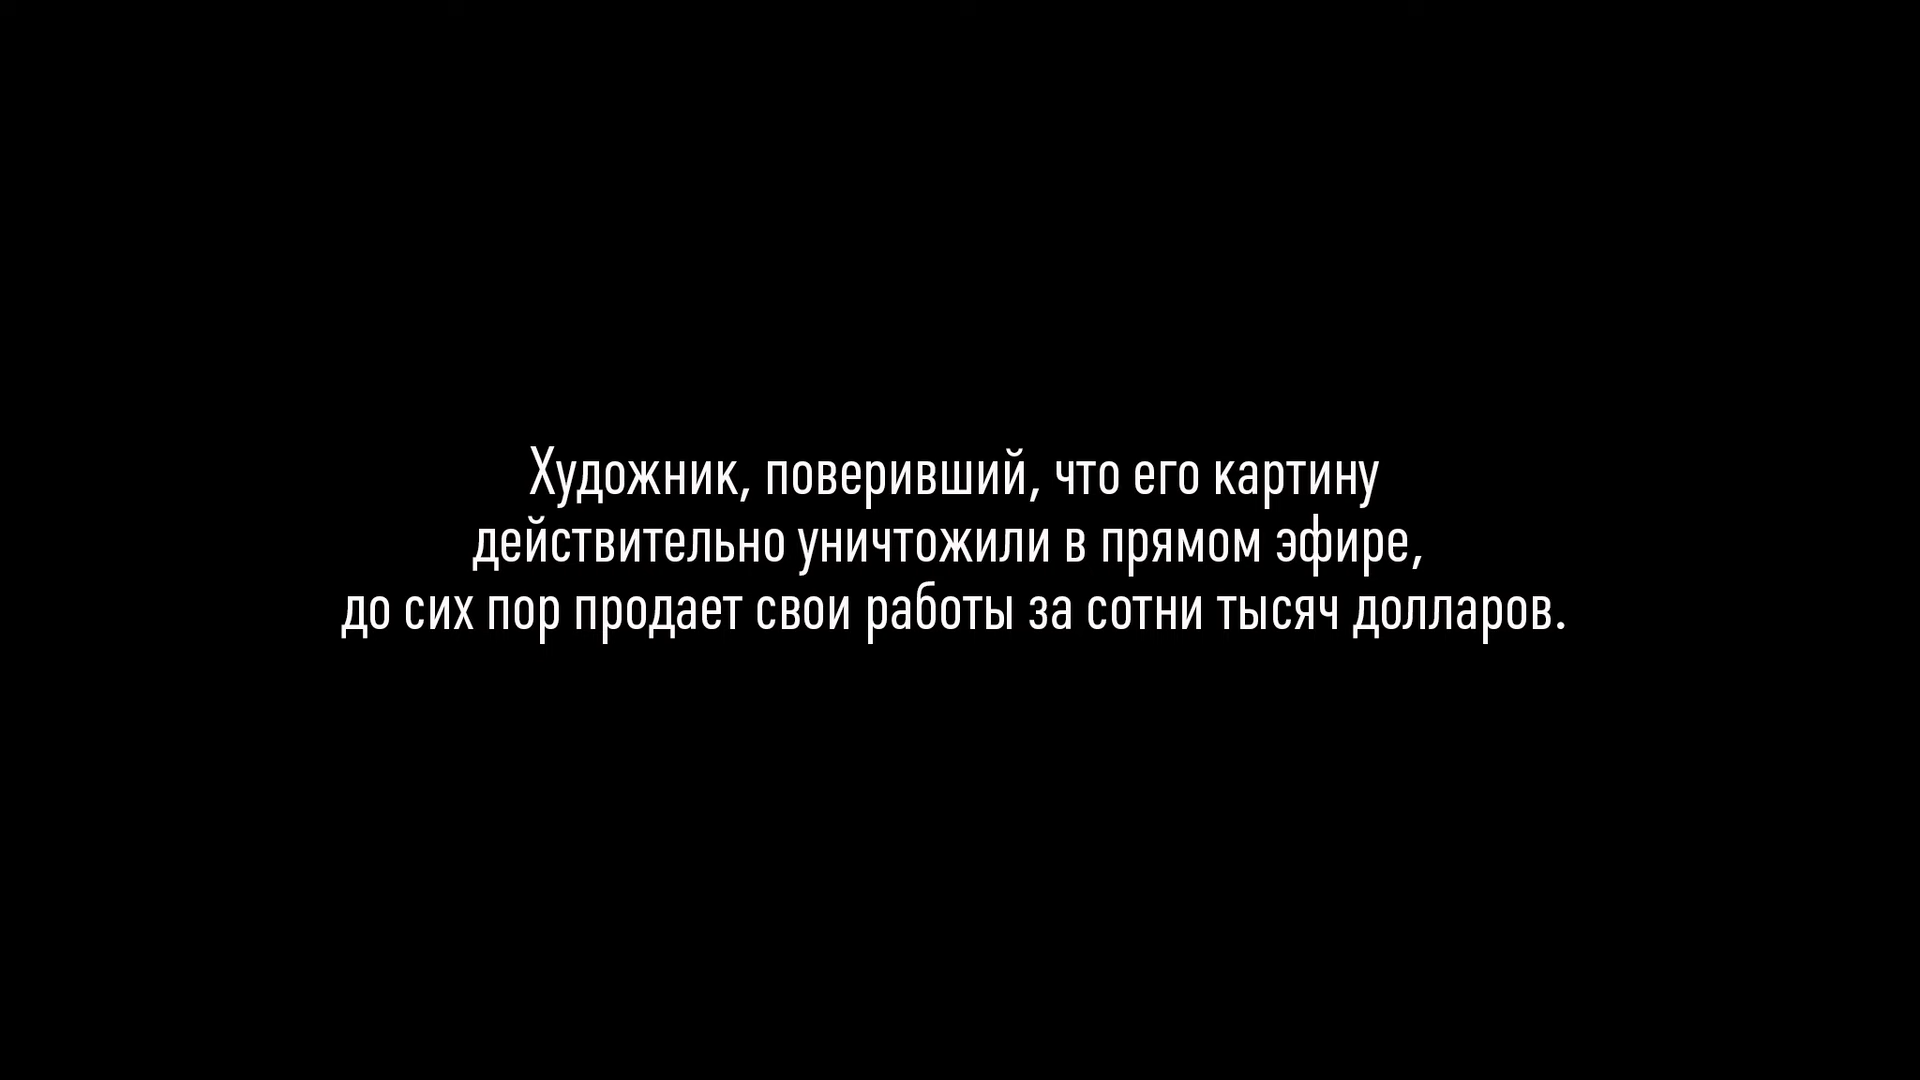 Художник, поверивший, что его картину
действительно уничтожили в прямом эфире,
до сих пор продает свои работы за сотни тысяч долларов.